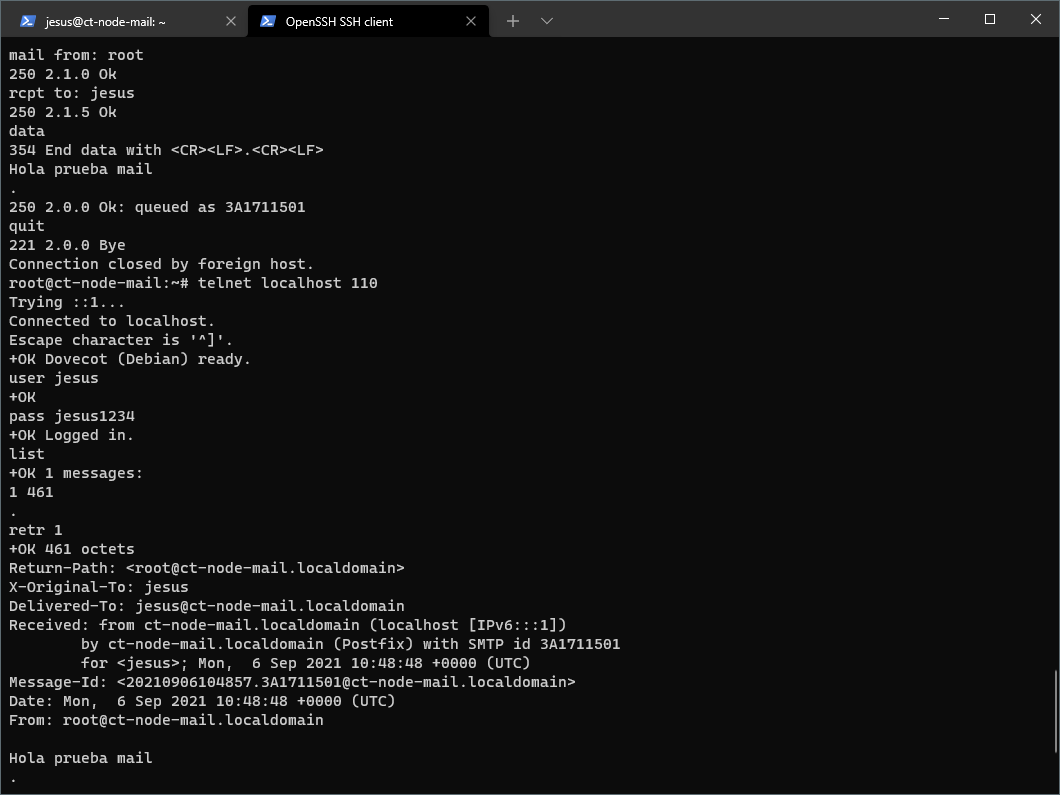 jesus@ct-node-mail: ~
OpenSSH SSH client
mail from: root
250 2.1.0 Ok
rcpt to: jesus
250 2.1.5 Ok
data
354 End data with <CR><LF>.<CR><LF>
Hola prueba mail
.
250 2.0.0 Ok: queued as 3A1711501
quit
221 2.0.0 Bye
Connection closed by foreign host.
root@ct-node-mail:~# telnet localhost 110
Trying ::1...
Connected to localhost.
Escape character is '^]'.
+OK Dovecot (Debian) ready.
user jesus
+OK
pass jesus1234
+OK Logged in.
list
+OK 1 messages:
1 461
.
retr 1
+OK 461 octets
Return-Path: <root@ct-node-mail.localdomain>
X-Original-To: jesus
Delivered-To: jesus@ct-node-mail.localdomain
Received: from ct-node-mail.localdomain (localhost [IPv6:::1])
        by ct-node-mail.localdomain (Postfix) with SMTP id 3A1711501
        for <jesus>; Mon,  6 Sep 2021 10:48:48 +0000 (UTC)
Message-Id: <20210906104857.3A1711501@ct-node-mail.localdomain>
Date: Mon,  6 Sep 2021 10:48:48 +0000 (UTC)
From: root@ct-node-mail.localdomain

Hola prueba mail
.